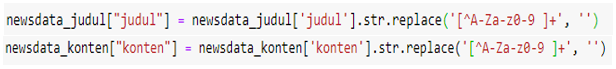 newsdata_judul["judul"] = newsdata_judul['judul'].str.replace('[^A-Za-z0-9 ]+', '')
newsdata_konten["konten"] = newsdata_konten['konten'].str.replace('[^A-Za-z0-9 ]+', '')